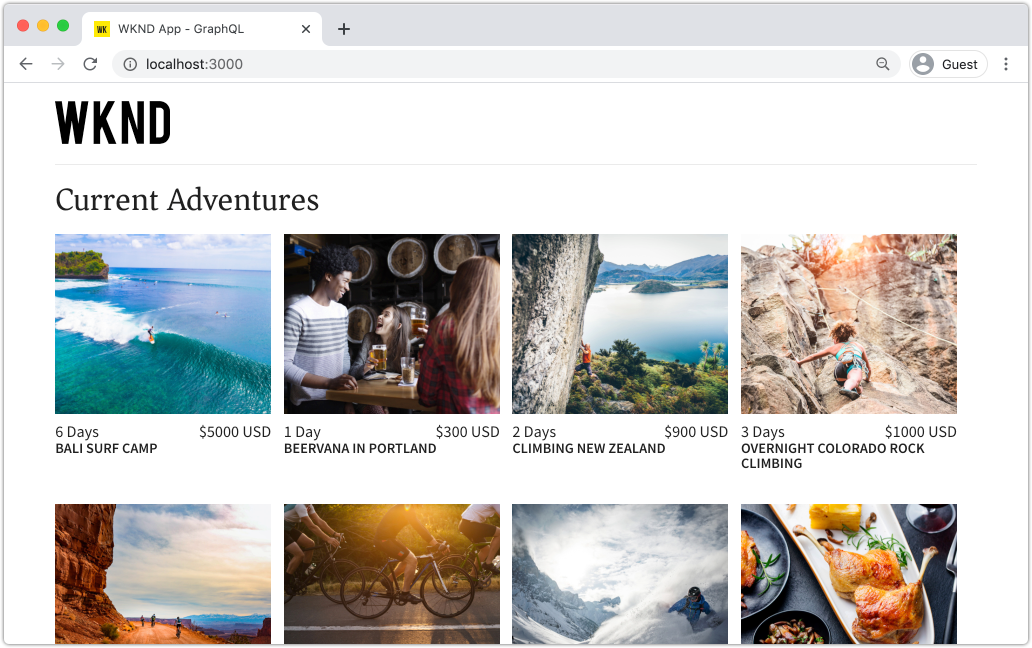 WK WKND App - GraphQL
localhost:3000
Guest
WKND
Current Adventures
6 Days $5000 USD
BALI SURF CAMP
1 Day $300 USD
BEERVANA IN PORTLAND
2 Days $900 USD
CLIMBING NEW ZEALAND
3 Days $1000 USD
OVERNIGHT COLORADO ROCK
CLIMBING